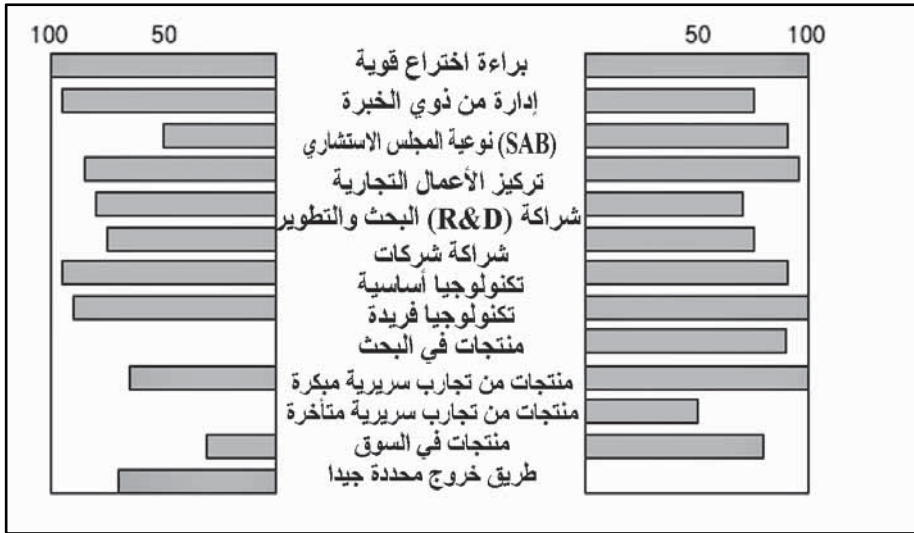 100 50
50 100
براءة اختراع قوية
إدارة من ذوي الخبرة
(SAB) نوعية المجلس الاستشاري
تركيز الأعمال التجارية
شراكة (R&D) البحث والتطوير
شراكة شركات
تكنولوجيا أساسية
تكنولوجيا فريدة
منتجات في البحث
منتجات من تجارب سريرية مبكرة
منتجات من تجارب سريرية متأخرة
منتجات في السوق
طريق خروج محددة جيدا